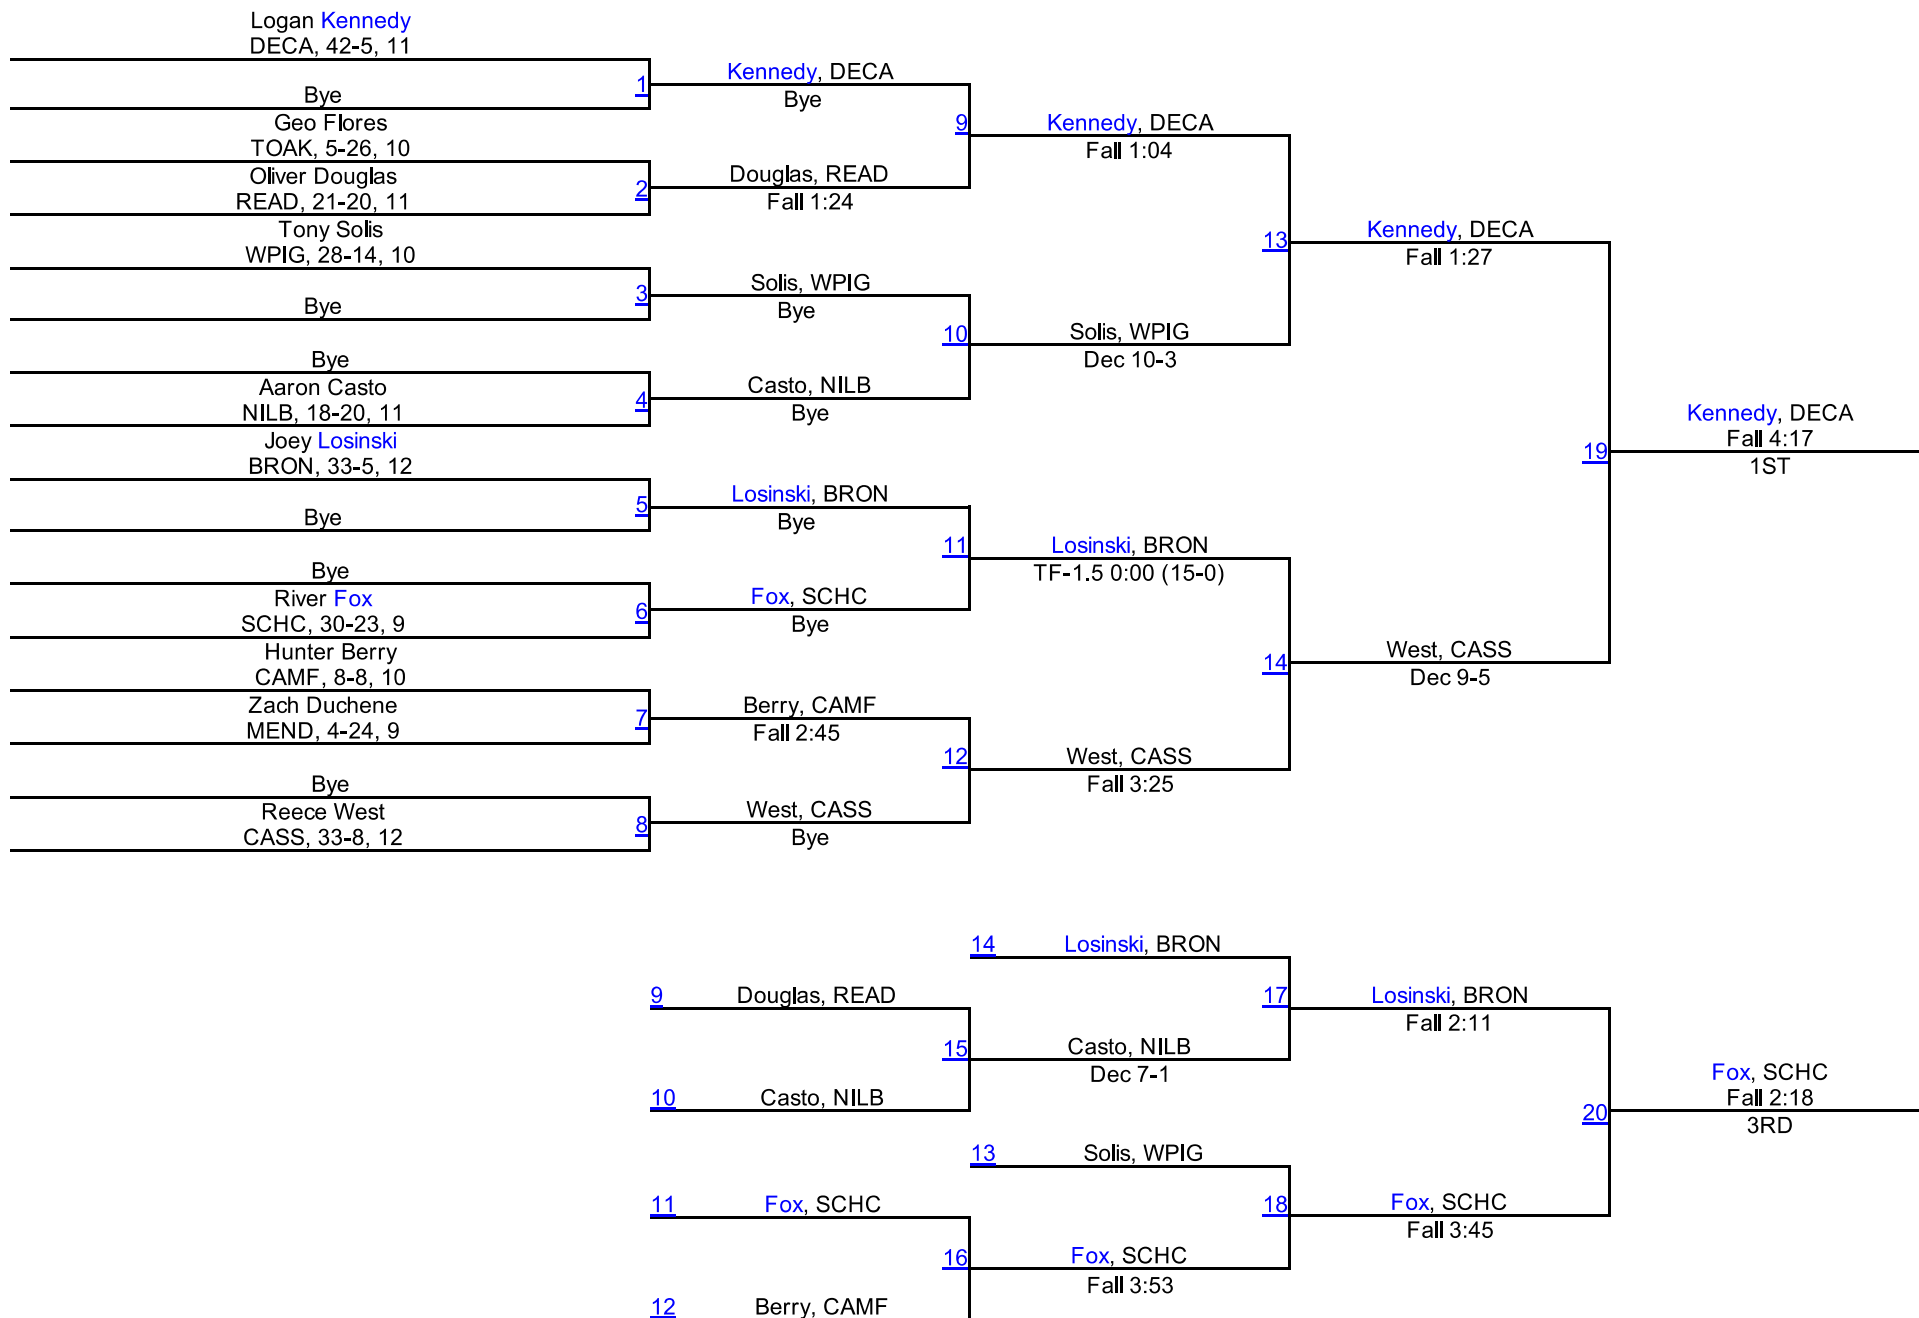 Logan Kennedy
DECA, 42-5, 11
Bye
1
Geo Flores
TOAK, 5-26, 10
Oliver Douglas
READ, 21-20, 11
2
Tony Solis
WPIG, 28-14, 10
Bye
3
Bye
Aaron Casto
NILB, 18-20, 11
4
Joey Losinski
BRON, 33-5, 12
Bye
5
Bye
River Fox
SCHC, 30-23, 9
6
Hunter Berry
CAMF, 8-8, 10
Zach Duchene
MEND, 4-24, 9
7
Bye
Reece West
CASS, 33-8, 12
8
Kennedy, DECA
Bye
9
Douglas, READ
Fall 1:24
Solis, WPIG
Bye
10
Casto, NILB
Bye
Losinski, BRON
Bye
11
Fox, SCHC
Bye
Berry, CAMF
Fall 2:45
12
West, CASS
Bye
Kennedy, DECA
Fall 1:04
13
Solis, WPIG
Dec 10-3
Losinski, BRON
TF-1.5 0:00 (15-0)
14
West, CASS
Fall 3:25
Kennedy, DECA
Fall 1:27
19
West, CASS
Dec 9-5
Kennedy, DECA
Fall 4:17
1ST
9
Douglas, READ
15
10
Casto, NILB
11
Fox, SCHC
16
12
Berry, CAMF
14
Losinski, BRON
17
Casto, NILB
Dec 7-1
13
Solis, WPIG
18
Fox, SCHC
Fall 3:53
Losinski, BRON
Fall 2:11
20
Fox, SCHC
Fall 3:45
Fox, SCHC
Fall 2:18
3RD